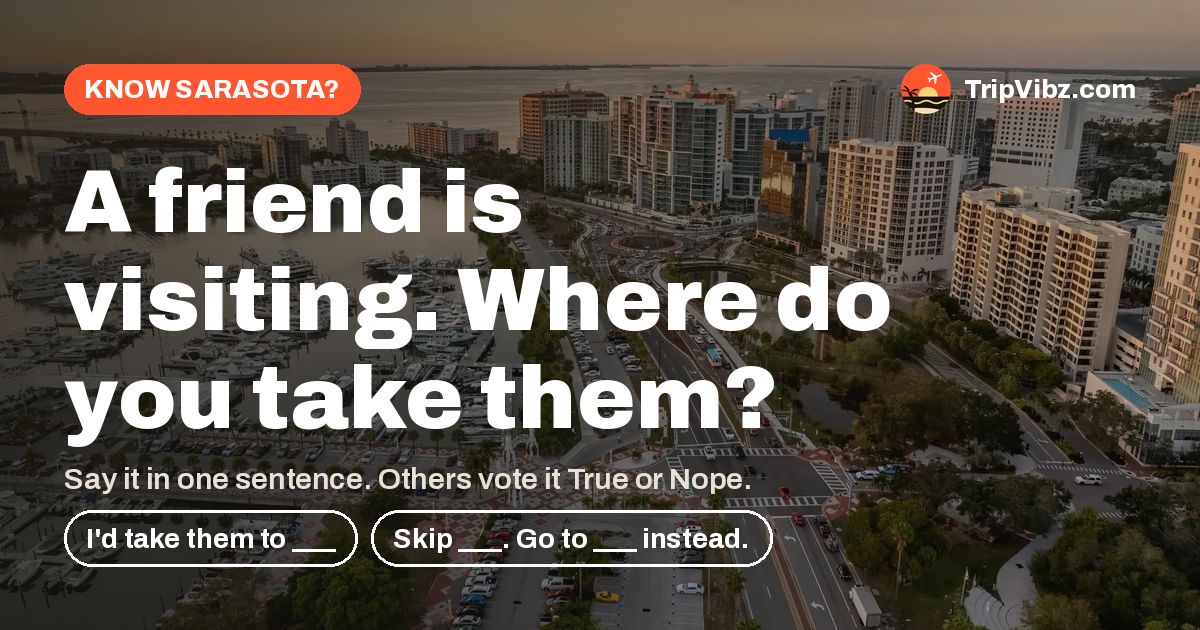 KNOW SARASOTA?
TripVibz.com
A friend is
visiting. Where do
you take them?
Say it in one sentence. Others vote it True or Nope.
I'd take them to ___
Skip ___. Go to ___ instead.